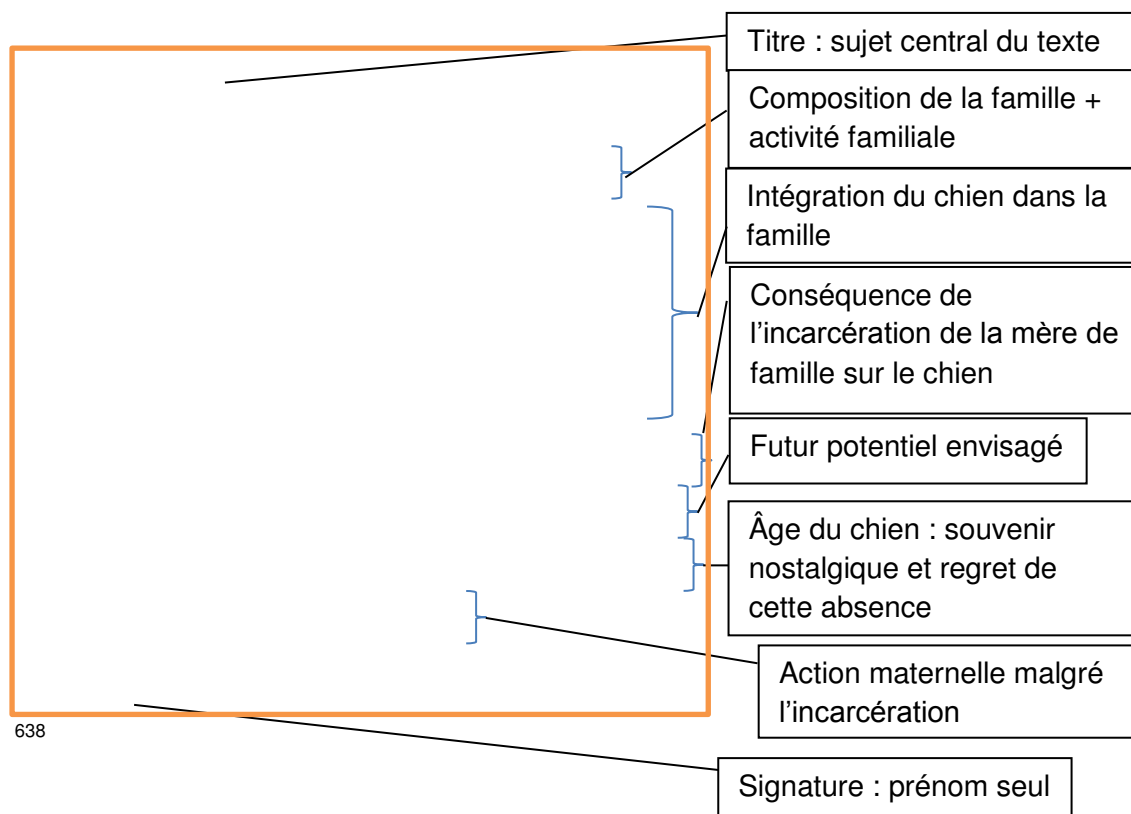 Titre : sujet central du texte
Composition de la famille +
activité familiale
Intégration du chien dans la
famille
Conséquence de
l’incarcération de la mère de
famille sur le chien
Futur potentiel envisagé
Âge du chien : souvenir
nostalgique et regret de
cette absence
Action maternelle malgré
l’incarcération
638
Signature : prénom seul